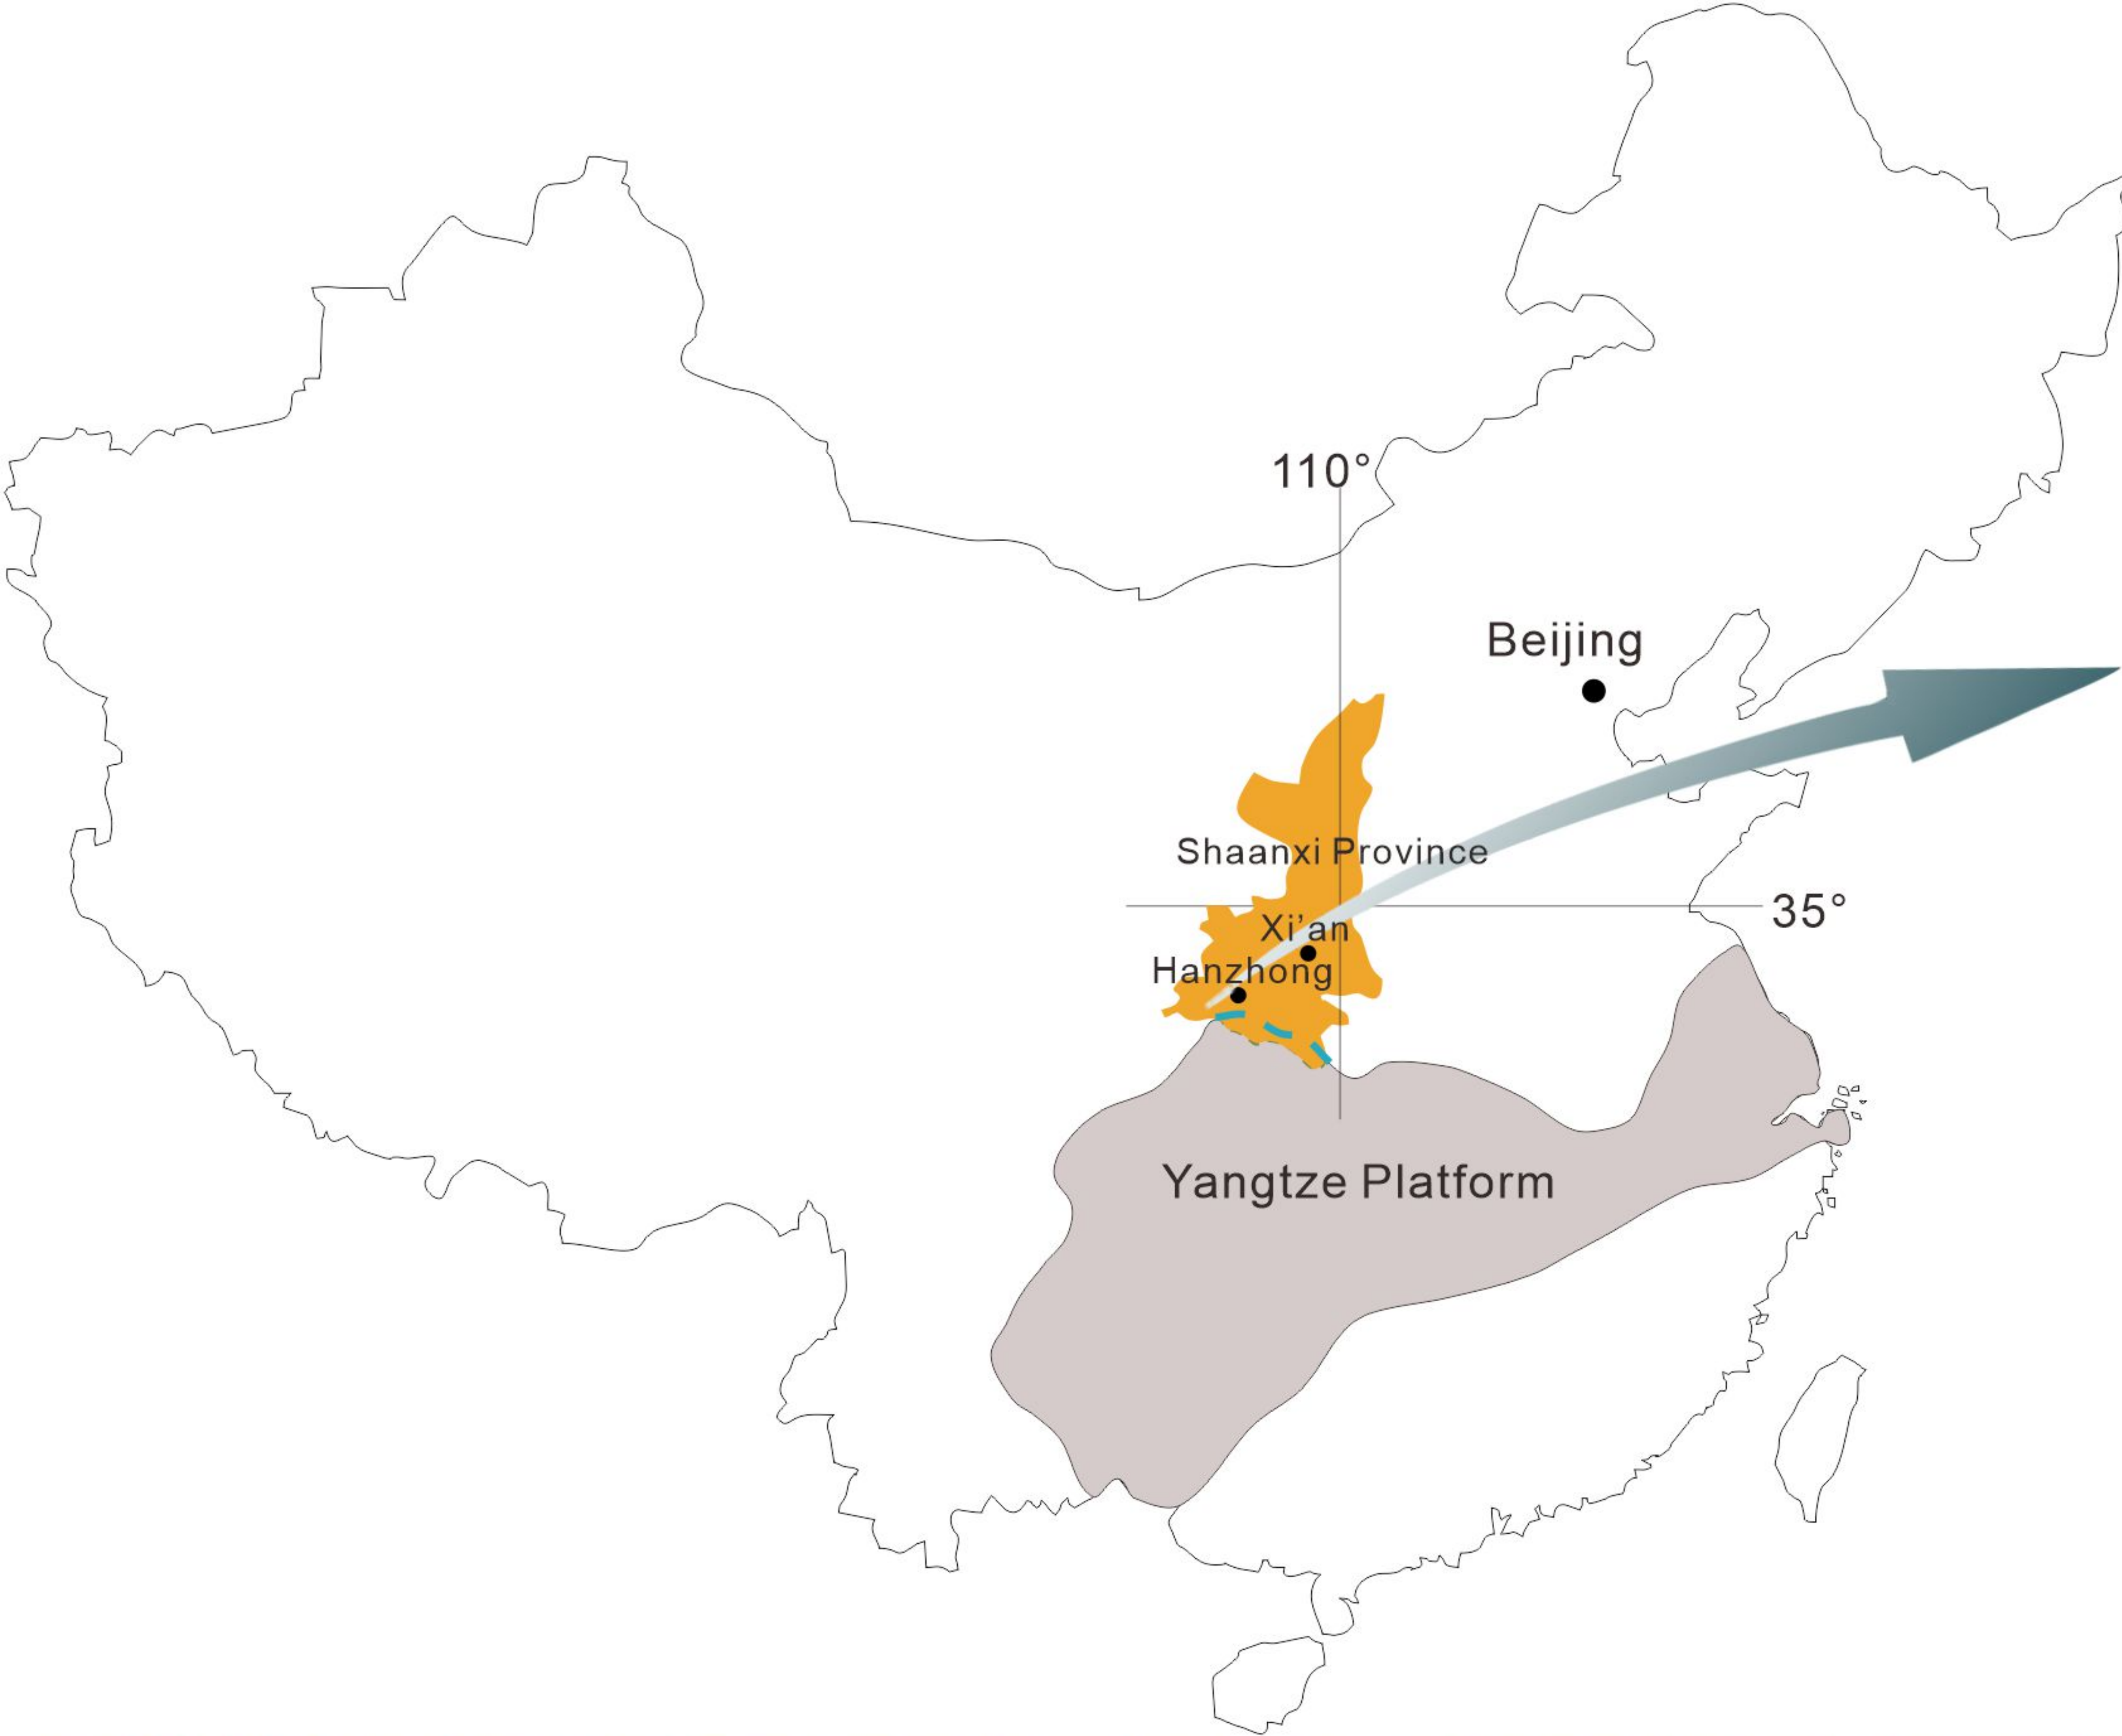 110°
Beijing
Shaanxi Province
35°
Xi’an
Hanzhong
Yangtze Platform